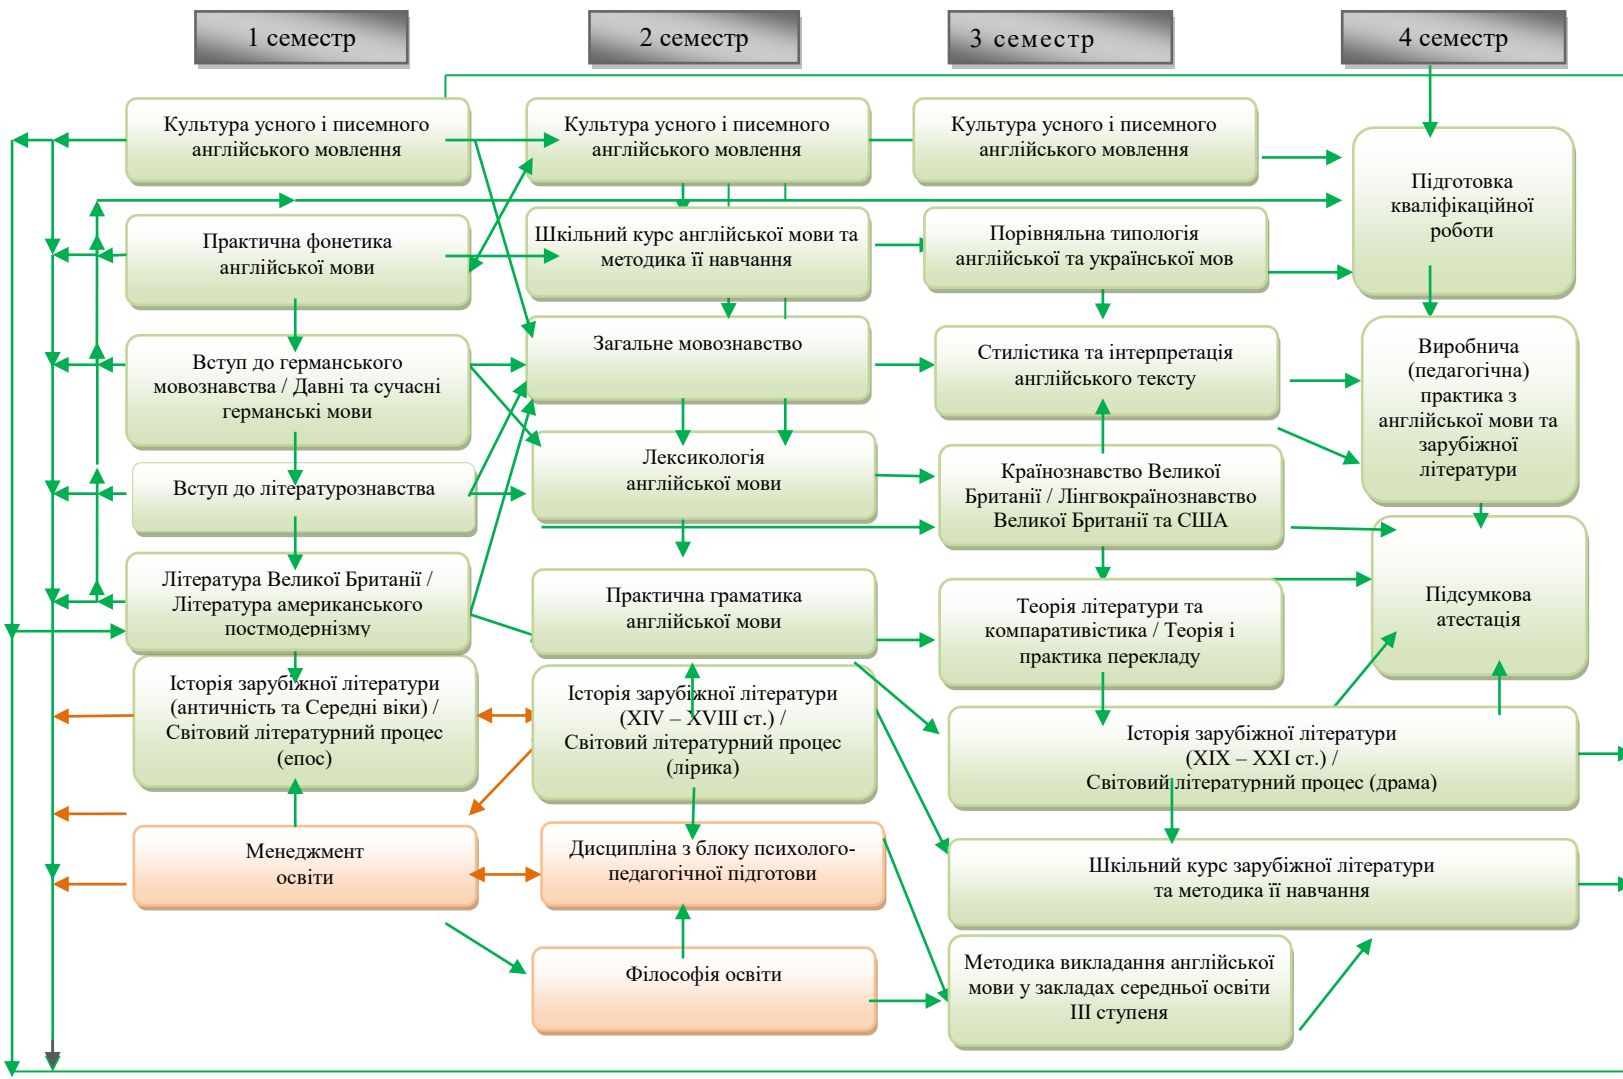 1 семестр
2 семестр
3 семестр
4 семестр
Культура усного і писемного
англійського мовлення
Практична фонетика
англійської мови
Вступ до германського
мовознавства / Давні та сучасні
германські мови
Вступ до літературознавства
Література Великої Британії /
Література американського
постмодернізму
Історія зарубіжної літератури
(античність та Середні віки) /
Світовий літературний процес
(епос)
Менеджмент
освіти
Культура усного і писемного
англійського мовлення
Шкільний курс англійської мови та
методика її навчання
Загальне мовознавство
Лексикологія
англійської мови
Практична граматика
англійської мови
Історія зарубіжної літератури
(XIV – XVIII ст.) /
Світовий літературний процес
(лірика)
Дисципліна з блоку психолого-
педагогічної підготови
Філософія освіти
Культура усного і писемного
англійського мовлення
Порівняльна типологія
англійської та української мов
Стилістика та інтерпретація
англійського тексту
Країнознавство Великої
Британії / Лінгвокраїнознавство
Великої Британії та США
Теорія літератури та
компаративістика / Теорія і
практика перекладу
Історія зарубіжної літератури
(XIX – XXI ст.) /
Світовий літературний процес (драма)
Шкільний курс зарубіжної літератури
та методика її навчання
Методика викладання англійської
мови у закладах середньої освіти
III ступеня
Підготовка
кваліфікаційної
роботи
Виробнича
(педагогічна)
практика з
англійської мови та
зарубіжної
літератури
Підсумкова
атестація